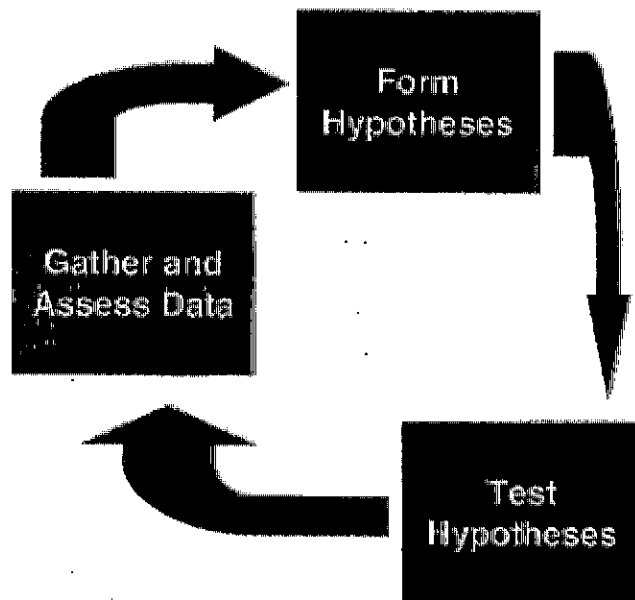 Form
Hypotheses
Gather and
Assess Data
Test
Hypotheses